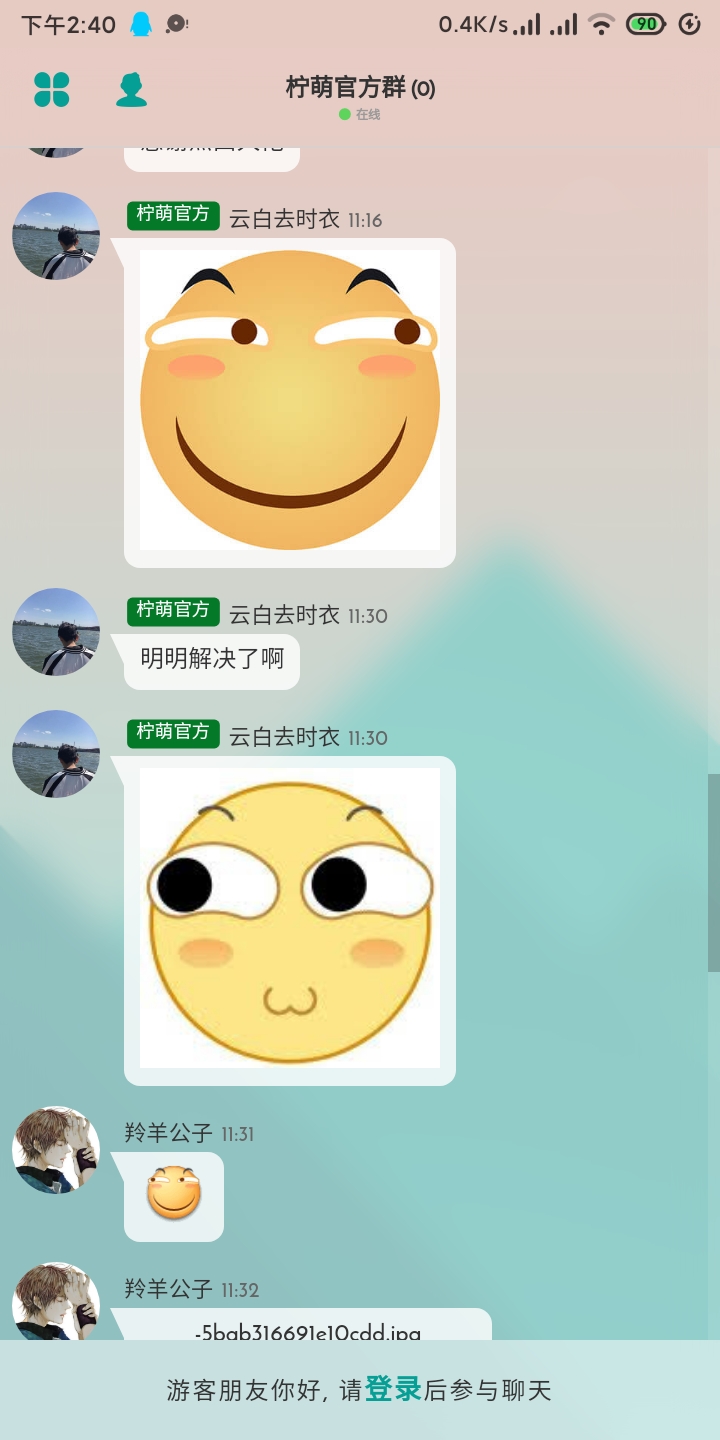 下午2:40
0.4K/s
90
柠萌官方群 (0)
在线
柠萌官方 云白去时衣 11:16
柠萌官方 云白去时衣 11:30
明明解决了啊
柠萌官方 云白去时衣 11:30
羚羊公子 11:31
羚羊公子 11:32
-5bab316691e10cdd.jpg
游客朋友你好, 请登录后参与聊天